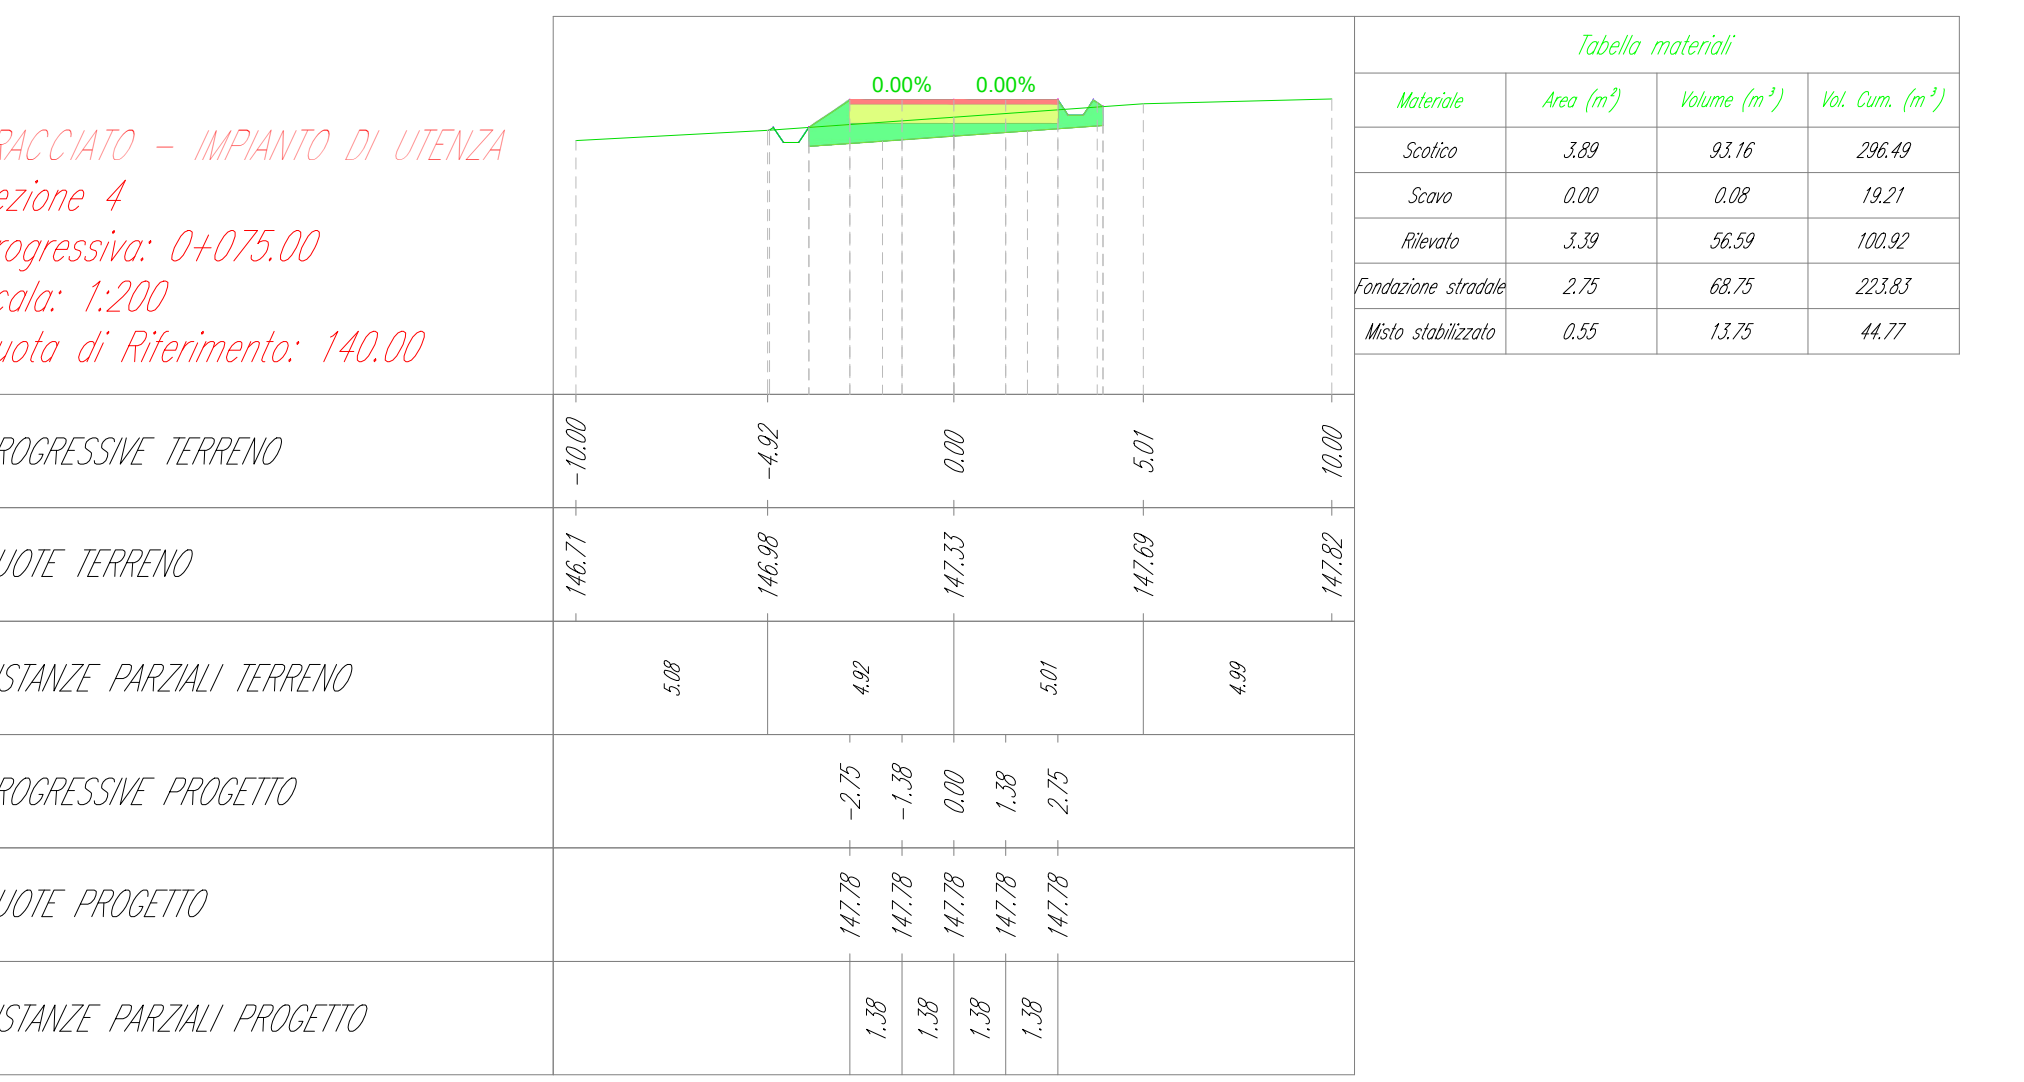 RACCIATO - IMPIANTO DI UTENZA
ezione 4
rogressiva: 0+075.00
cala: 1:200
uota di Riferimento: 140.00
0.00% 0.00%
Tabella materiali
Materiale Area (m²) Volume (m³) Vol. Cum. (m³)
Scotico 3.89 93.16 296.49
Scavo 0.00 0.08 19.21
Rilevato 3.39 56.59 100.92
Fondazione stradale 2.75 68.75 223.83
Misto stabilizzato 0.55 13.75 44.77
ROGRESSIVE TERRENO -10.00 -4.92 0.00 5.01 10.00
UOTE TERRENO 146.71 146.98 147.33 147.69 147.82
ISTANZE PARZIALI TERRENO 5.08 4.92 5.01 4.99
ROGRESSIVE PROGETTO -2.75 -1.38 0.00 1.38 2.75
UOTE PROGETTO 147.78 147.78 147.78 147.78 147.78
ISTANZE PARZIALI PROGETTO 1.38 1.38 1.38 1.38